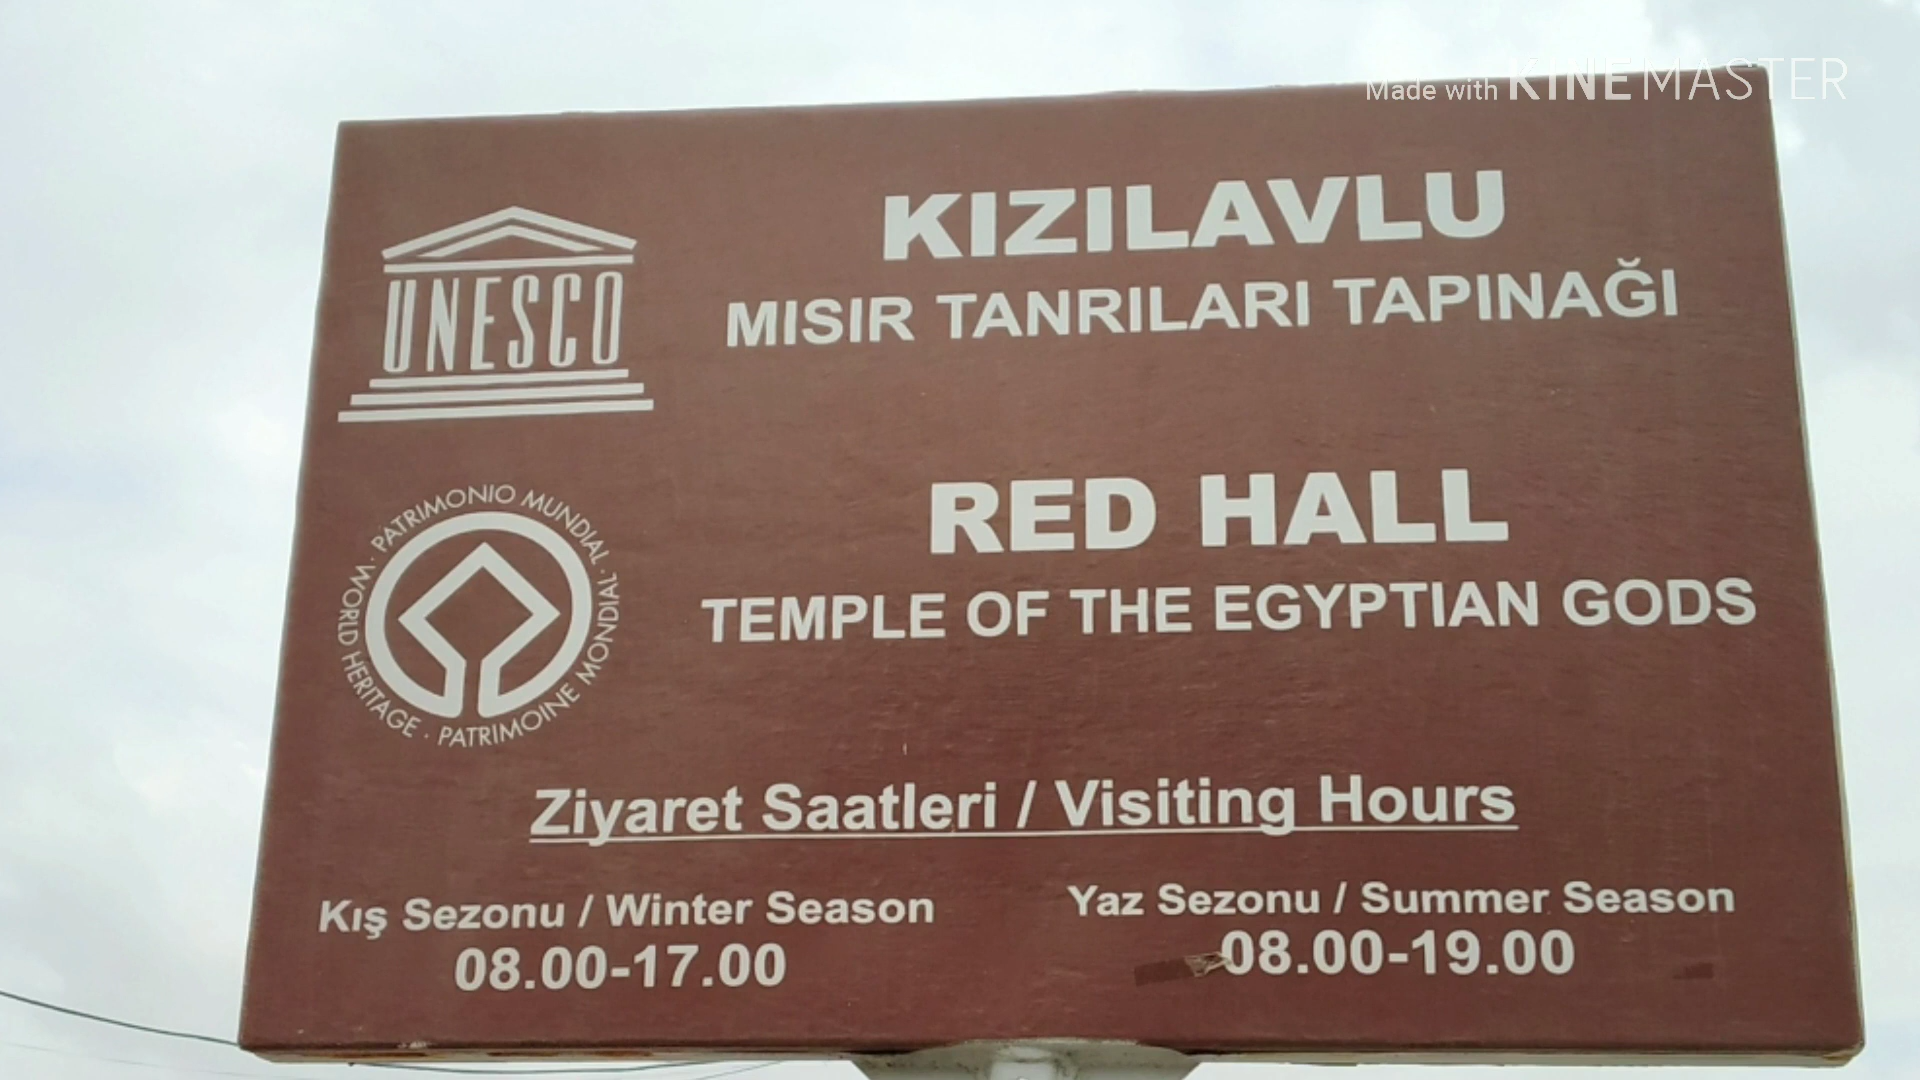 Made with KINEMASTER
KIZILAVLU
MISIR TANRILARI TAPINAĞI
UNESCO
RED HALL
TEMPLE OF THE EGYPTIAN GODS
WORLD HERITAGE · PATRIMONIO MUNDIAL · PATRIMOINE MONDIAL ·
Ziyaret Saatleri / Visiting Hours
Kış Sezonu / Winter Season
08.00-17.00
Yaz Sezonu / Summer Season
08.00-19.00